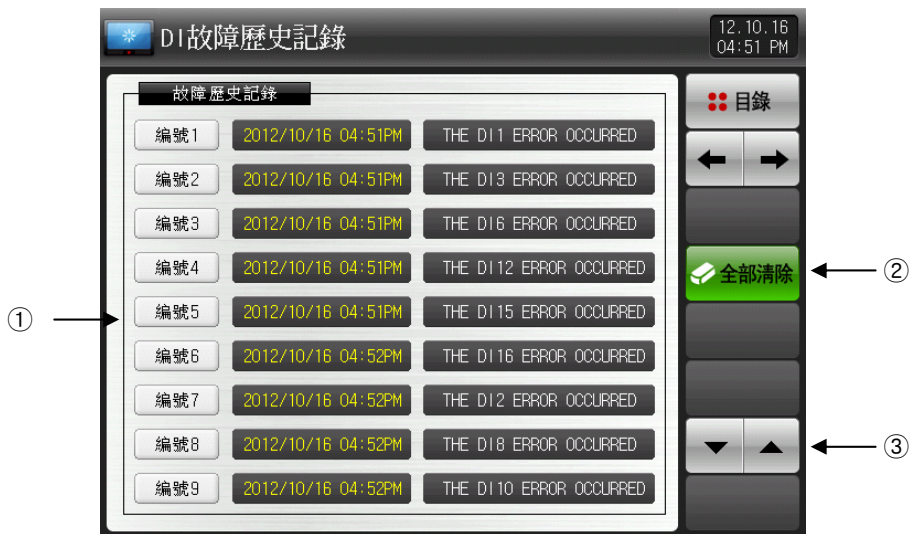 DI故障歷史記錄
12.10.16
04:51 PM
故障歷史記錄
目錄
編號1 2012/10/16 04:51PM THE DI1 ERROR OCCURRED
編號2 2012/10/16 04:51PM THE DI3 ERROR OCCURRED
編號3 2012/10/16 04:51PM THE DI6 ERROR OCCURRED
編號4 2012/10/16 04:51PM THE DI12 ERROR OCCURRED
全部清除
②
編號5 2012/10/16 04:51PM THE DI15 ERROR OCCURRED
①
編號6 2012/10/16 04:52PM THE DI16 ERROR OCCURRED
編號7 2012/10/16 04:52PM THE DI2 ERROR OCCURRED
編號8 2012/10/16 04:52PM THE DI8 ERROR OCCURRED
③
編號9 2012/10/16 04:52PM THE DI10 ERROR OCCURRED